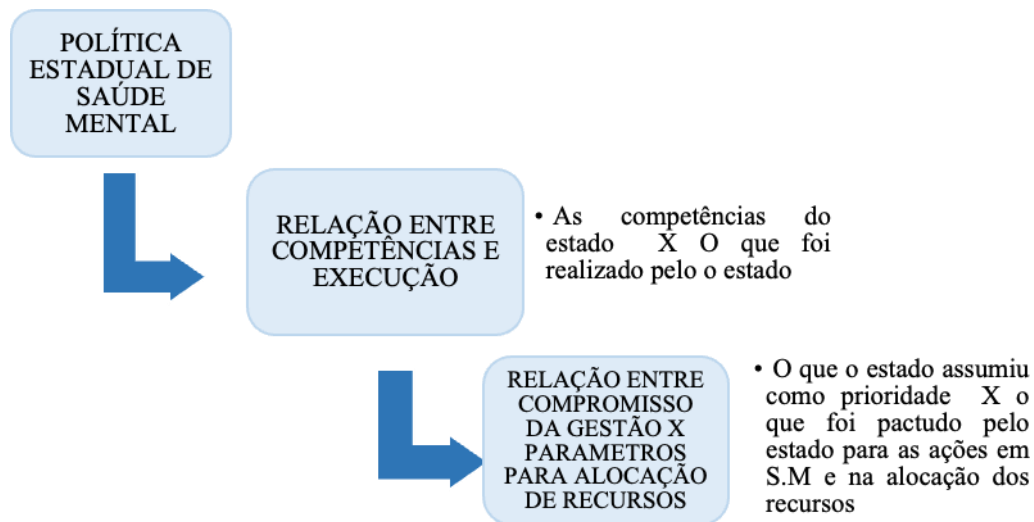 POLÍTICA
ESTADUAL DE
SAÚDE
MENTAL
RELAÇÃO ENTRE
COMPETÊNCIAS E
EXECUÇÃO
• As competências do
estado X O que foi
realizado pelo o estado
RELAÇÃO ENTRE
COMPROMISSO
DA GESTÃO X
PARAMETROS
PARA ALOCAÇÃO
DE RECURSOS
• O que o estado assumiu
como prioridade X o
que foi pactudo pelo
estado para as ações em
S.M e na alocação dos
recursos